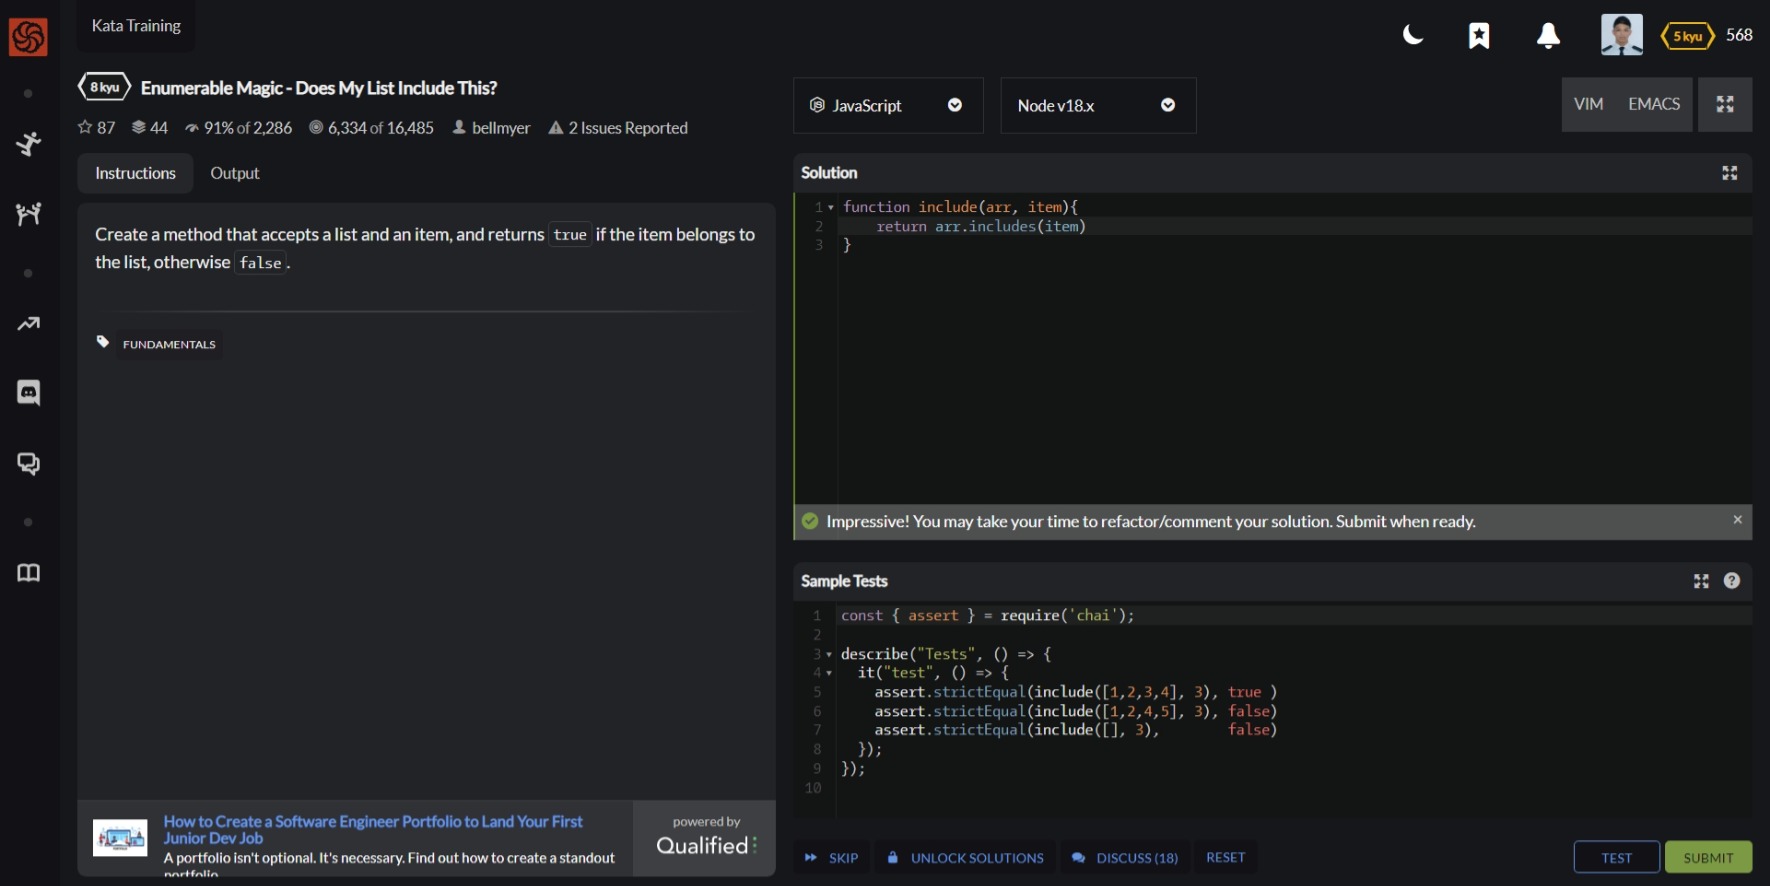 Kata Training
5 kyu 568
8 kyu Enumerable Magic - Does My List Include This?
87 44 91% of 2,286 6,334 of 16,485 bellmyer 2 Issues Reported
Instructions Output
Create a method that accepts a list and an item, and returns true if the item belongs to
the list, otherwise false.
FUNDAMENTALS
How to Create a Software Engineer Portfolio to Land Your First
Junior Dev Job
A portfolio isn't optional. It's necessary. Find out how to create a standout
portfolio
powered by
Qualified
JavaScript Node v18.x VIM EMACS
Solution
1 function include(arr, item){
2     return arr.includes(item)
3 }
Impressive! You may take your time to refactor/comment your solution. Submit when ready. ×
Sample Tests ?
1 const { assert } = require('chai');
2
3 describe("Tests", () => {
4   it("test", () => {
5     assert.strictEqual(include([1,2,3,4], 3), true )
6     assert.strictEqual(include([1,2,4,5], 3), false)
7     assert.strictEqual(include([], 3),        false)
8   });
9 });
10
SKIP UNLOCK SOLUTIONS DISCUSS (18) RESET TEST SUBMIT